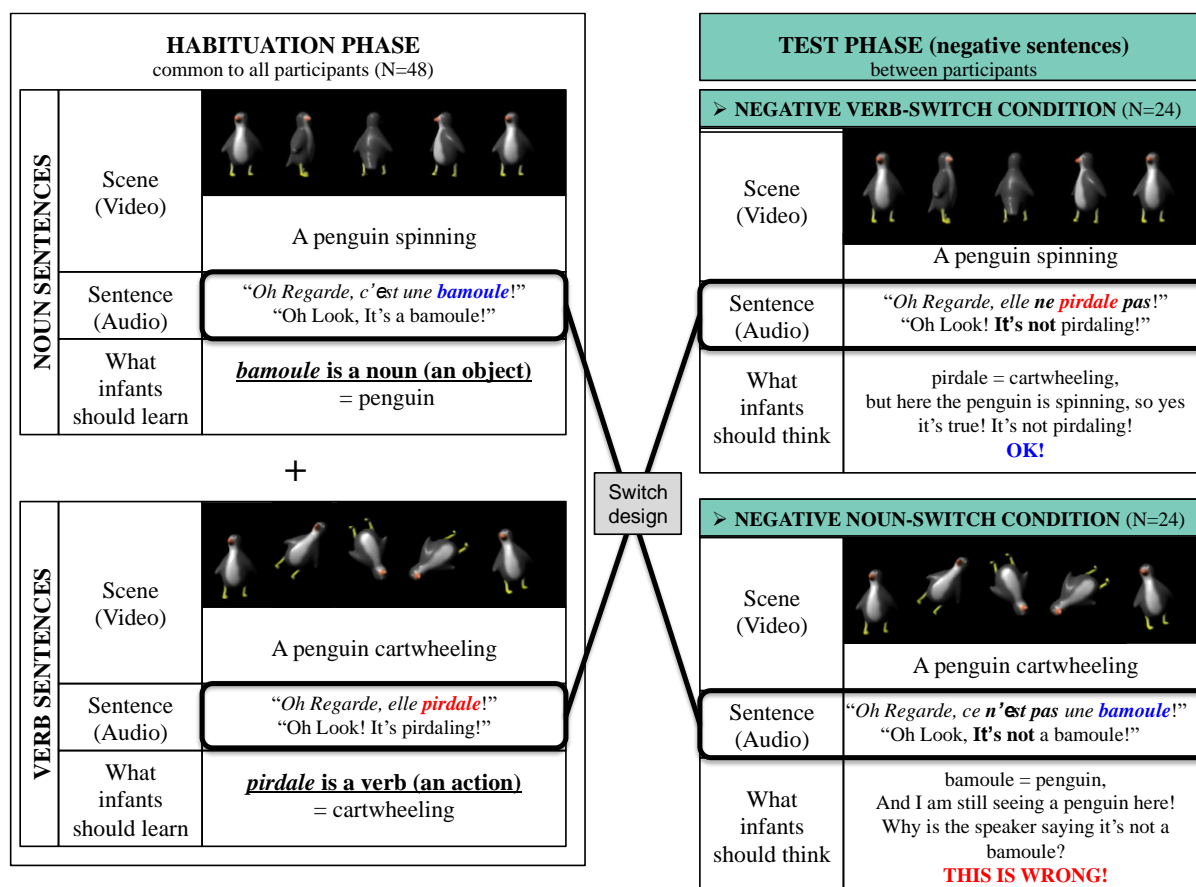 HABITUATION PHASE
common to all participants (N=48)
NOUN SENTENCES
Scene
(Video)
A penguin spinning
Sentence
(Audio)
“Oh Regarde, c’est une bamoule!”
“Oh Look, It’s a bamoule!”
What
infants
should learn
bamoule is a noun (an object)
= penguin
+
VERB SENTENCES
Scene
(Video)
A penguin cartwheeling
Sentence
(Audio)
“Oh Regarde, elle pirdale!”
“Oh Look! It’s pirdaling!”
What
infants
should learn
pirdale is a verb (an action)
= cartwheeling
Switch
design
TEST PHASE (negative sentences)
between participants
➢ NEGATIVE VERB-SWITCH CONDITION (N=24)
Scene
(Video)
A penguin spinning
Sentence
(Audio)
“Oh Regarde, elle ne pirdale pas!”
“Oh Look! It’s not pirdaling!”
What
infants
should think
pirdale = cartwheeling,
but here the penguin is spinning, so yes
it’s true! It’s not pirdaling!
OK!
➢ NEGATIVE NOUN-SWITCH CONDITION (N=24)
Scene
(Video)
A penguin cartwheeling
Sentence
(Audio)
“Oh Regarde, ce n’est pas une bamoule!”
“Oh Look, It’s not a bamoule!”
What
infants
should think
bamoule = penguin,
And I am still seeing a penguin here!
Why is the speaker saying it’s not a
bamoule?
THIS IS WRONG!